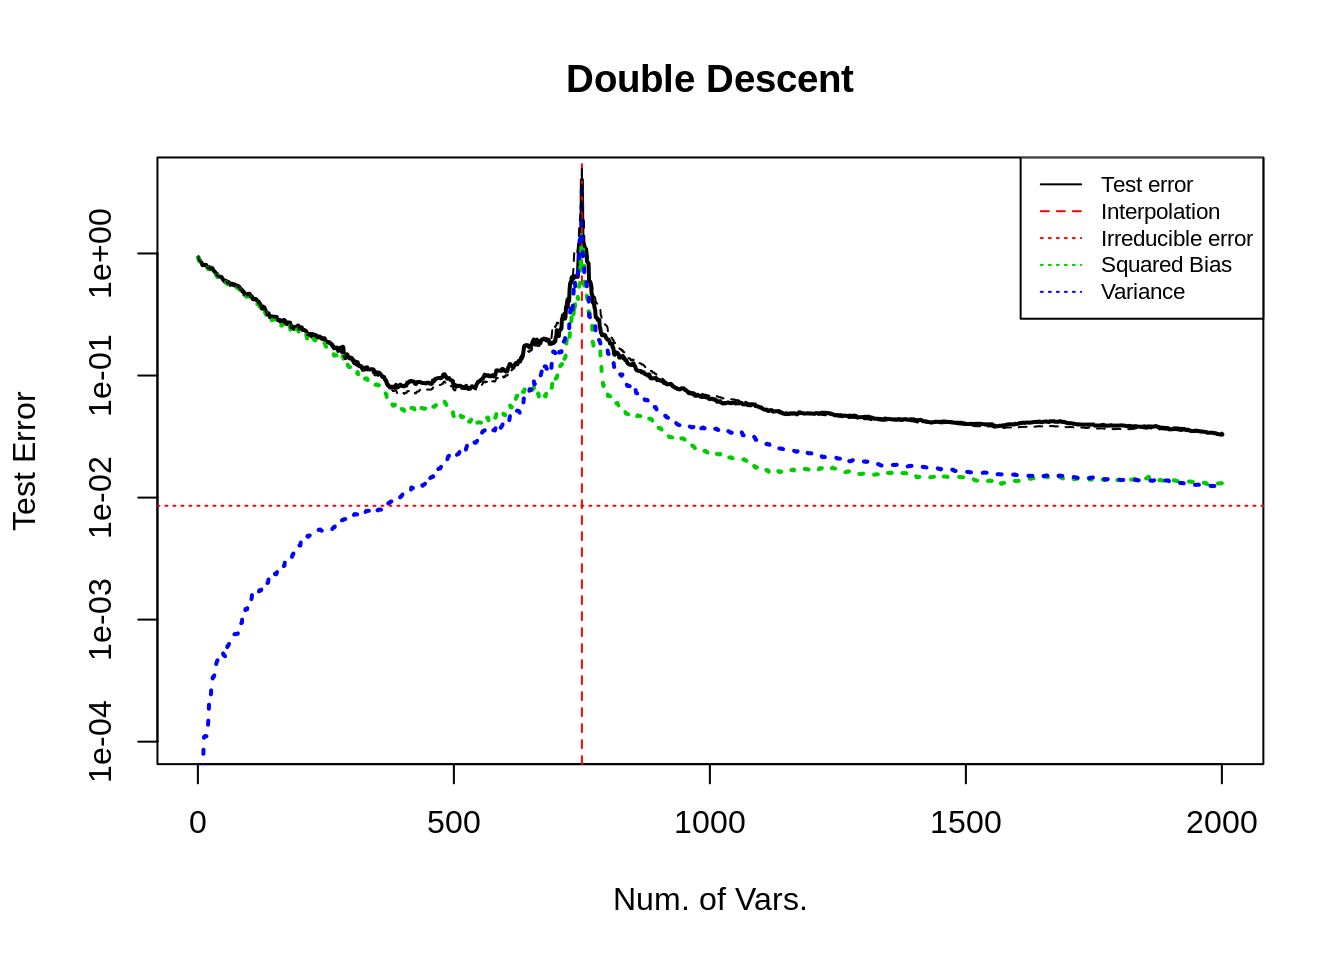 Double Descent
Test error
Interpolation
Irreducible error
Squared Bias
Variance
Test Error
1e+00
1e-01
1e-02
1e-03
1e-04
0
500
1000
1500
2000
Num. of Vars.